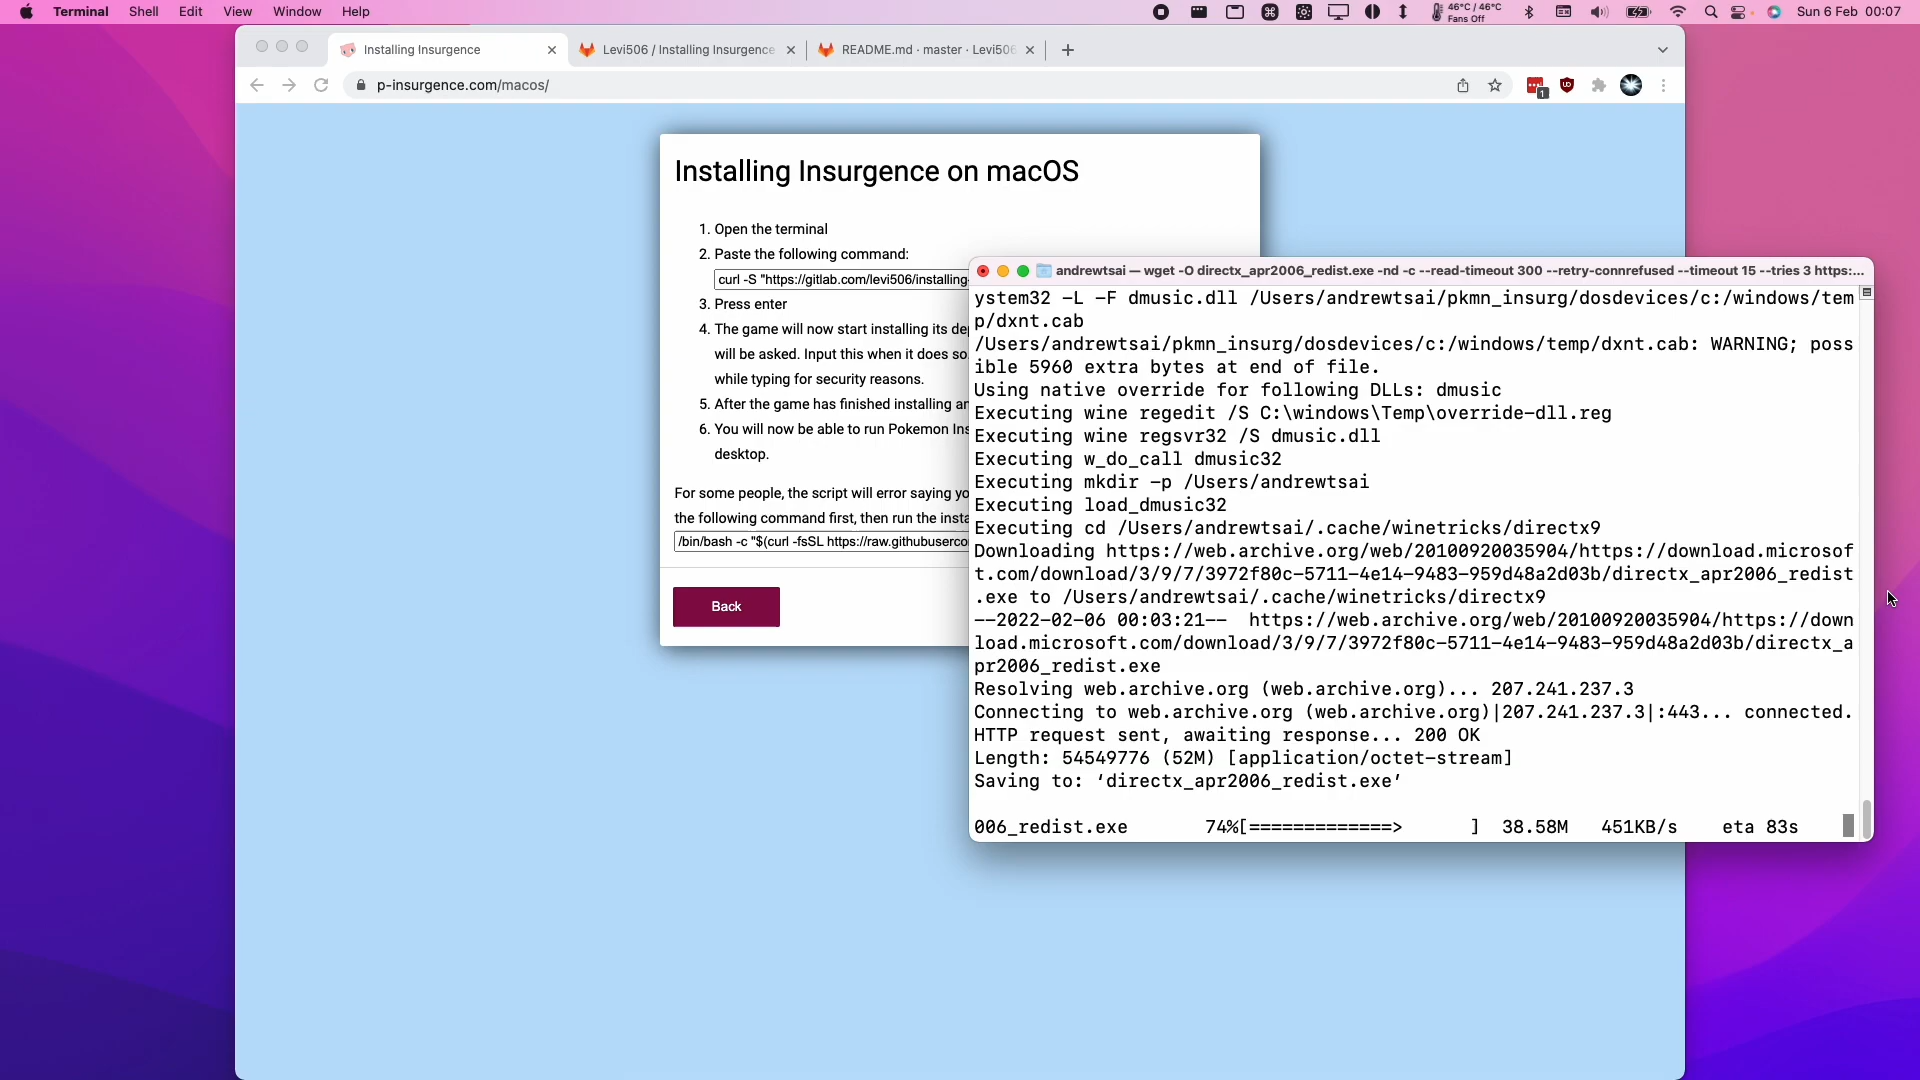 Terminal Shell Edit View Window Help 46°C / 46°C Fans Off Sun 6 Feb 00:07
Installing Insurgence
Levi506 / Installing Insurgence
README.md · master · Levi506
p-insurgence.com/macos/
1
Installing Insurgence on macOS
1. Open the terminal
2. Paste the following command:
curl -S "https://gitlab.com/levi506/installing-
3. Press enter
4. The game will now start installing its de
will be asked. Input this when it does so.
while typing for security reasons.
5. After the game has finished installing a
6. You will now be able to run Pokemon Ins
desktop.
For some people, the script will error saying yo
the following command first, then run the insta
/bin/bash -c "$(curl -fsSL https://raw.githubuserco
Back
andrewtsai — wget -O directx_apr2006_redist.exe -nd -c --read-timeout 300 --retry-connrefused --timeout 15 --tries 3 https:...
ystem32 -L -F dmusic.dll /Users/andrewtsai/pkmn_insurg/dosdevices/c:/windows/tem
p/dxnt.cab
/Users/andrewtsai/pkmn_insurg/dosdevices/c:/windows/temp/dxnt.cab: WARNING; poss
ible 5960 extra bytes at end of file.
Using native override for following DLLs: dmusic
Executing wine regedit /S C:\windows\Temp\override-dll.reg
Executing wine regsvr32 /S dmusic.dll
Executing w_do_call dmusic32
Executing mkdir -p /Users/andrewtsai
Executing load_dmusic32
Executing cd /Users/andrewtsai/.cache/winetricks/directx9
Downloading https://web.archive.org/web/20100920035904/https://download.microsof
t.com/download/3/9/7/3972f80c-5711-4e14-9483-959d48a2d03b/directx_apr2006_redist
.exe to /Users/andrewtsai/.cache/winetricks/directx9
--2022-02-06 00:03:21-- https://web.archive.org/web/20100920035904/https://down
load.microsoft.com/download/3/9/7/3972f80c-5711-4e14-9483-959d48a2d03b/directx_a
pr2006_redist.exe
Resolving web.archive.org (web.archive.org)... 207.241.237.3
Connecting to web.archive.org (web.archive.org)|207.241.237.3|:443... connected.
HTTP request sent, awaiting response... 200 OK
Length: 54549776 (52M) [application/octet-stream]
Saving to: ‘directx_apr2006_redist.exe’
006_redist.exe 74%[=============> ] 38.58M 451KB/s eta 83s